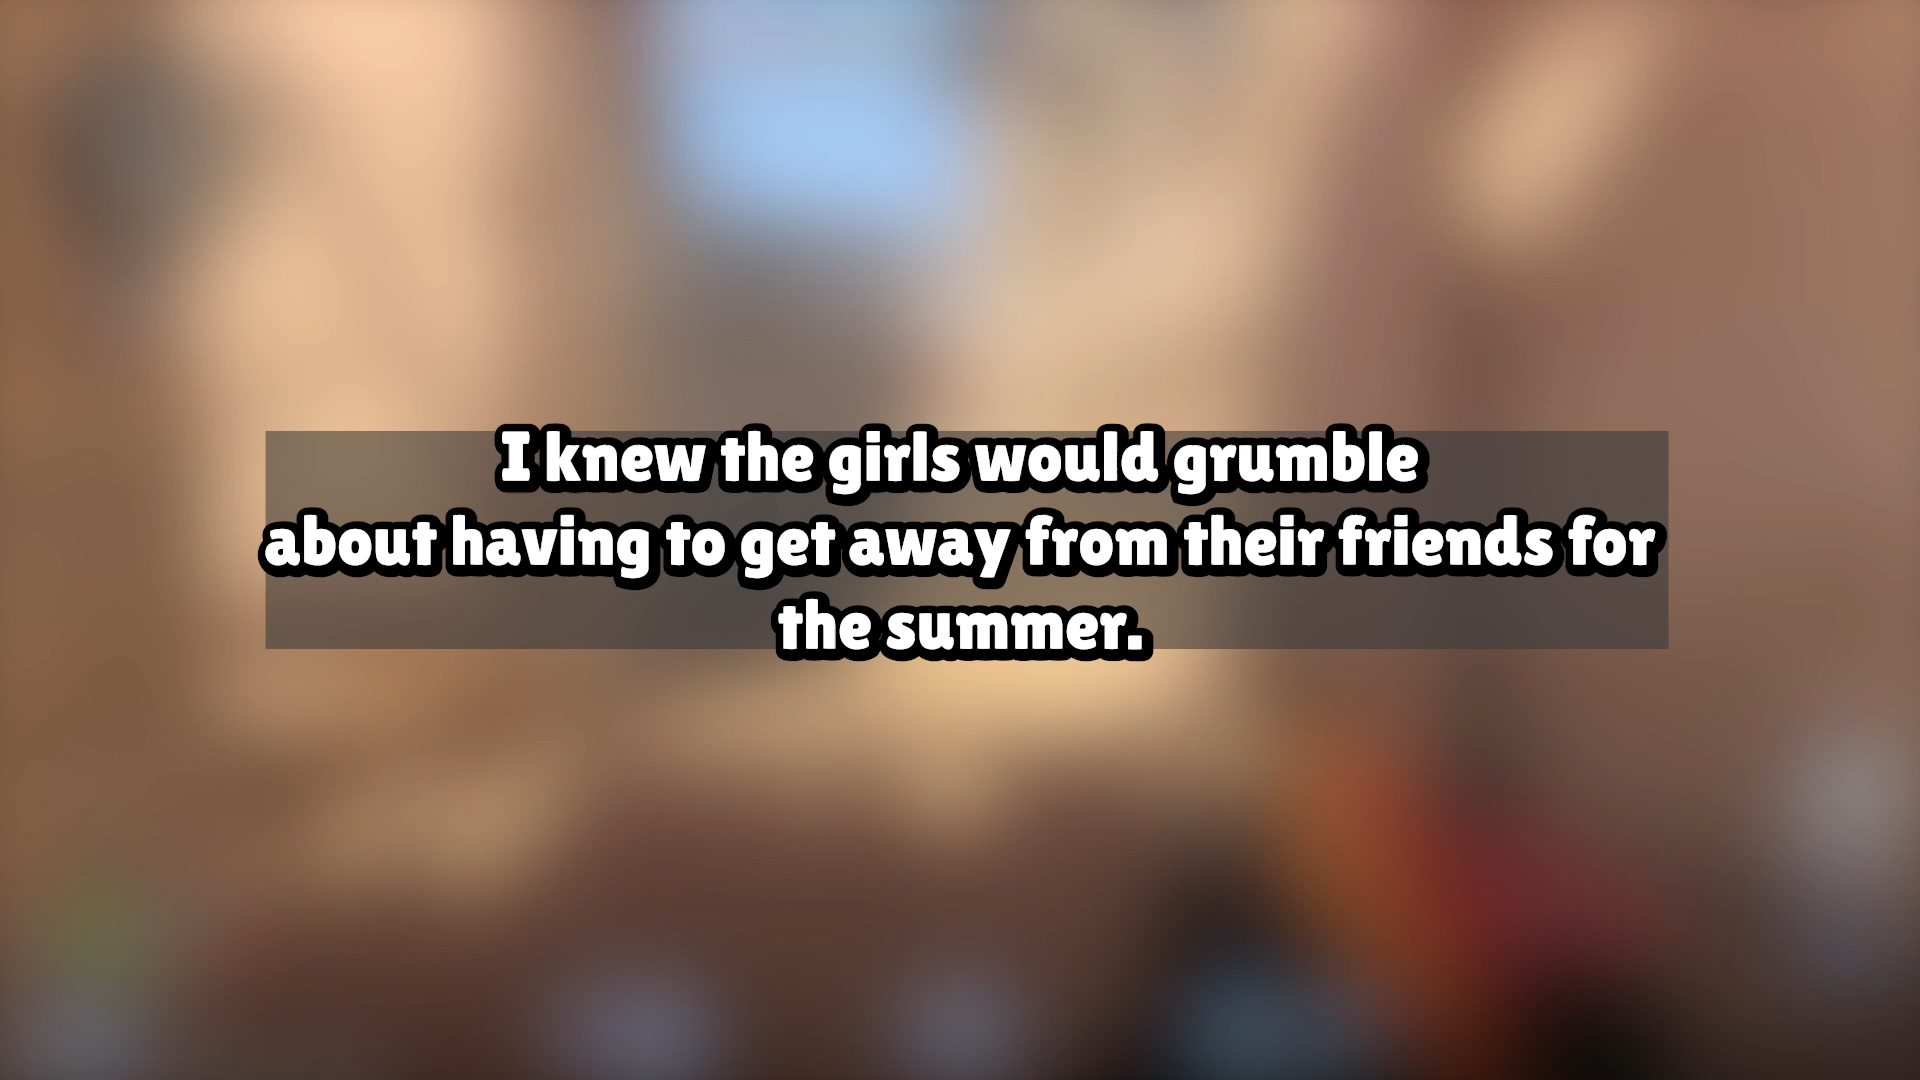 I knew the girls would grumble
about having to get away from their friends for
the summer.